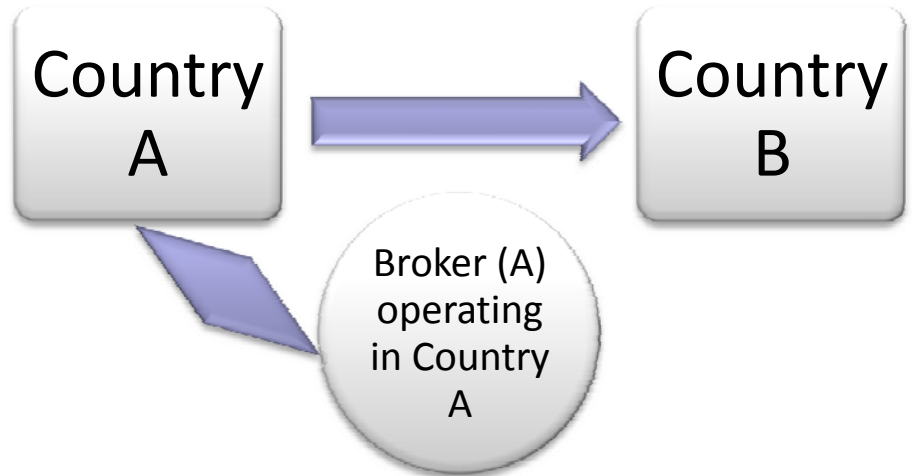 Country
A
Country
B
Broker (A)
operating
in Country
A